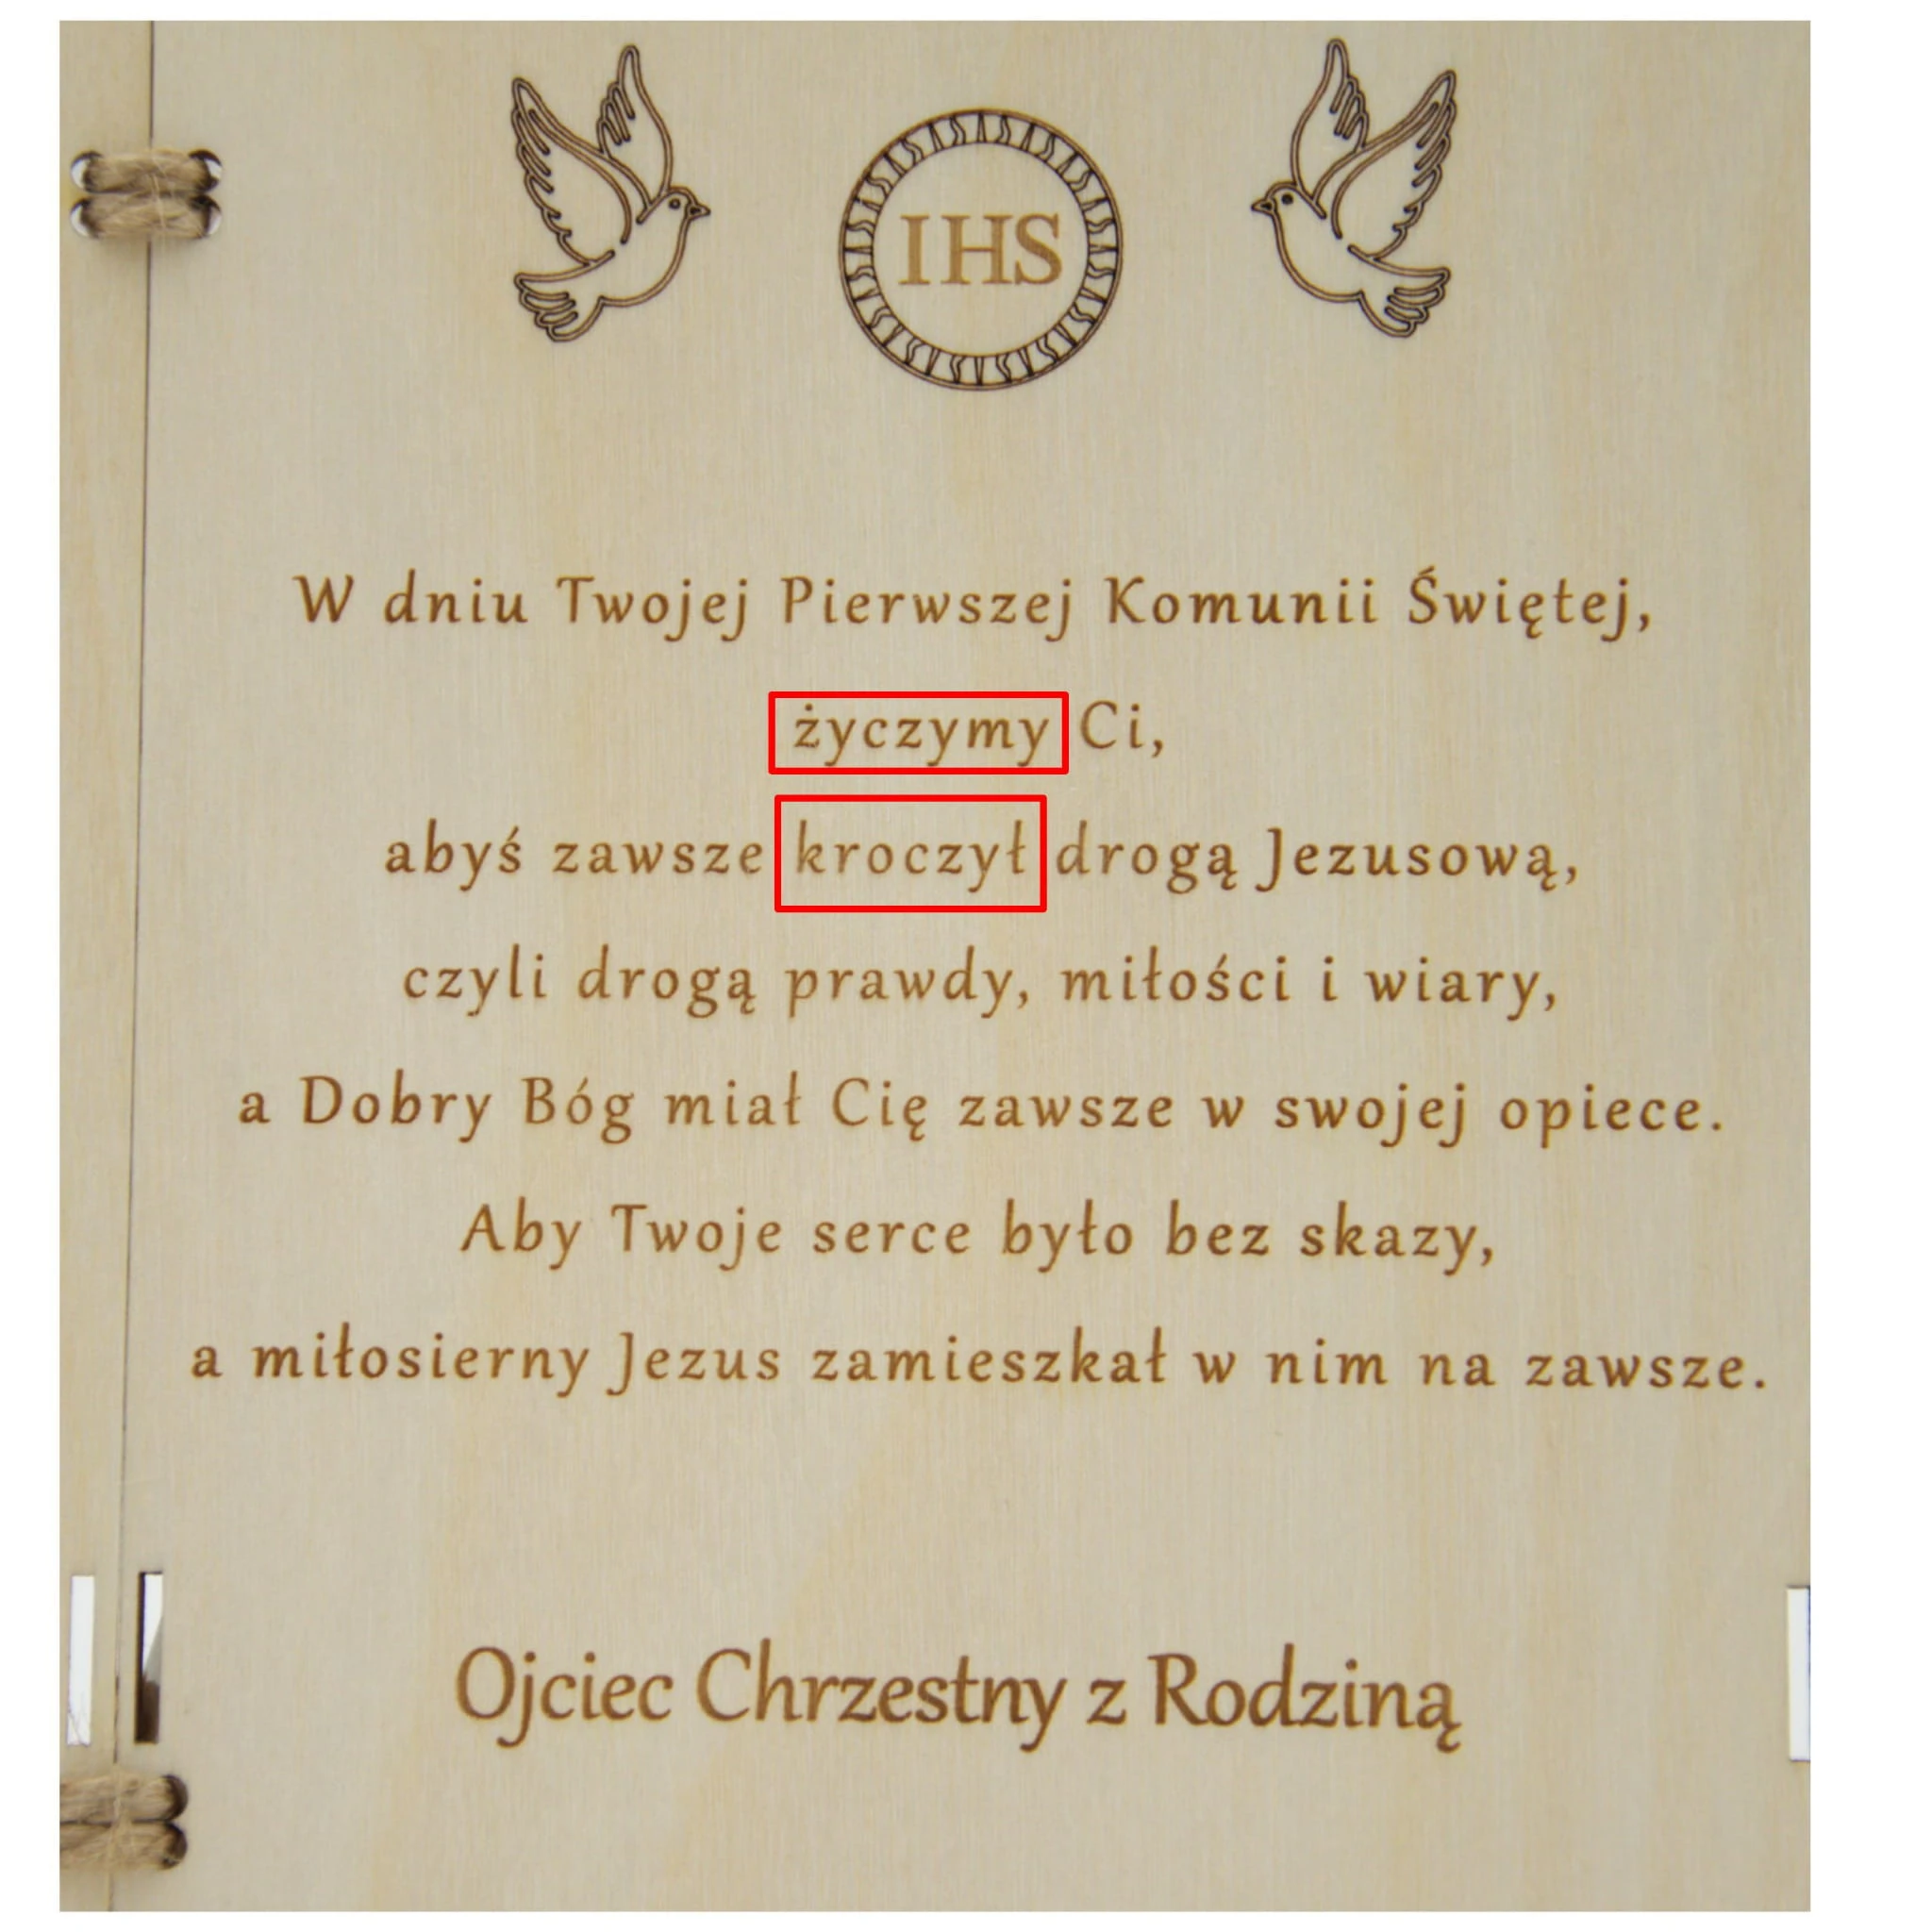 IHS
W dniu Twojej Pierwszej Komunii Świętej,
życzymy Ci,
abyś zawsze kroczył drogą Jezusową,
czyli drogą prawdy, miłości i wiary,
a Dobry Bóg miał Cię zawsze w swojej opiece.
Aby Twoje serce było bez skazy,
a miłosierny Jezus zamieszkał w nim na zawsze.
Ojciec Chrzestny z Rodziną